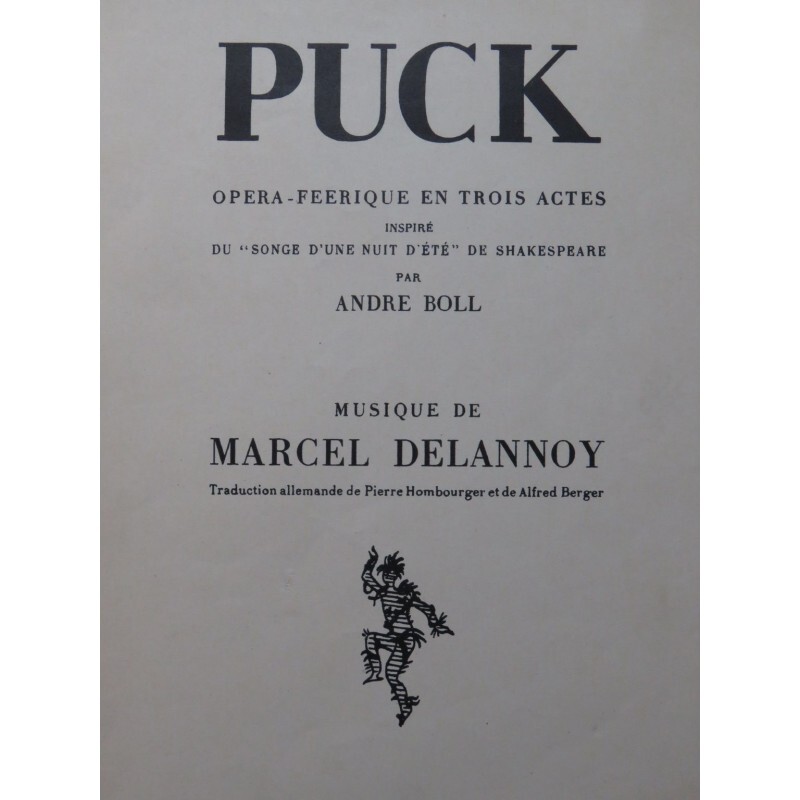 PUCK
OPERA-FEERIQUE EN TROIS ACTES
INSPIRÉ
DU "SONGE D'UNE NUIT D'ÉTÉ" DE SHAKESPEARE
PAR
ANDRE BOLL
MUSIQUE DE
MARCEL DELANNOY
Traduction allemande de Pierre Hombourger et de Alfred Berger